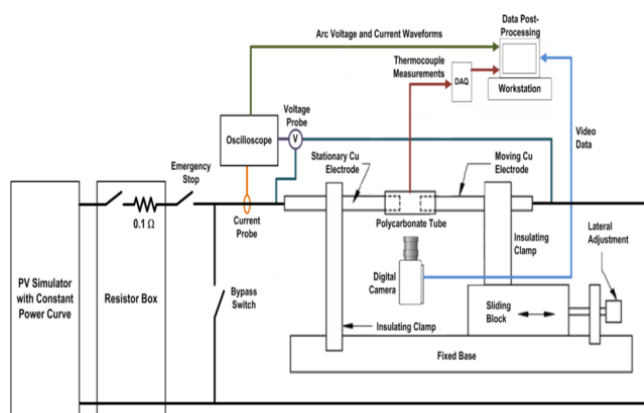 Arc Voltage and Current Waveforms
Data Post-
Processing
Thermocouple
Measurements
DAQ
Workstation
Voltage
Probe
V
Oscilloscope
Video
Data
Emergency
Stop
Stationary Cu
Electrode
Moving Cu
Electrode
0.1 Ω
Current
Probe
Polycarbonate Tube
PV Simulator
with Constant
Power Curve
Resistor Box
Bypass
Switch
Digital
Camera
Insulating
Clamp
Lateral
Adjustment
Sliding
Block
Insulating Clamp
Fixed Base